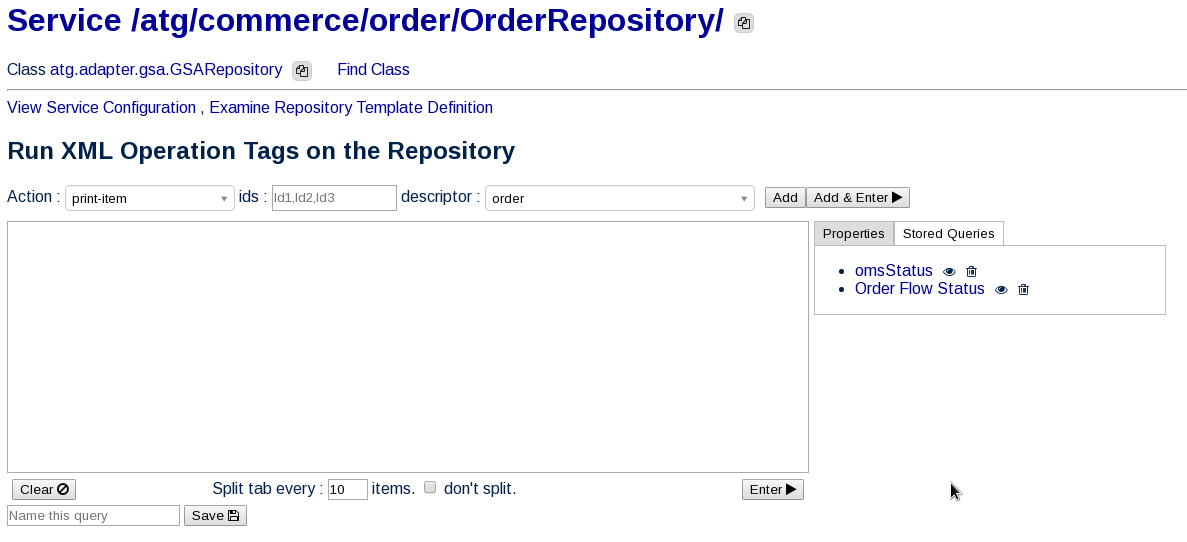 Service /atg/commerce/order/OrderRepository/
Class atg.adapter.gsa.GSARepository Find Class
View Service Configuration , Examine Repository Template Definition
Run XML Operation Tags on the Repository
Action : print-item ids : Id1,Id2,Id3 descriptor : order Add Add & Enter
Properties Stored Queries
omsStatus
Order Flow Status
Clear Split tab every : 10 items. don't split. Enter
Name this query Save